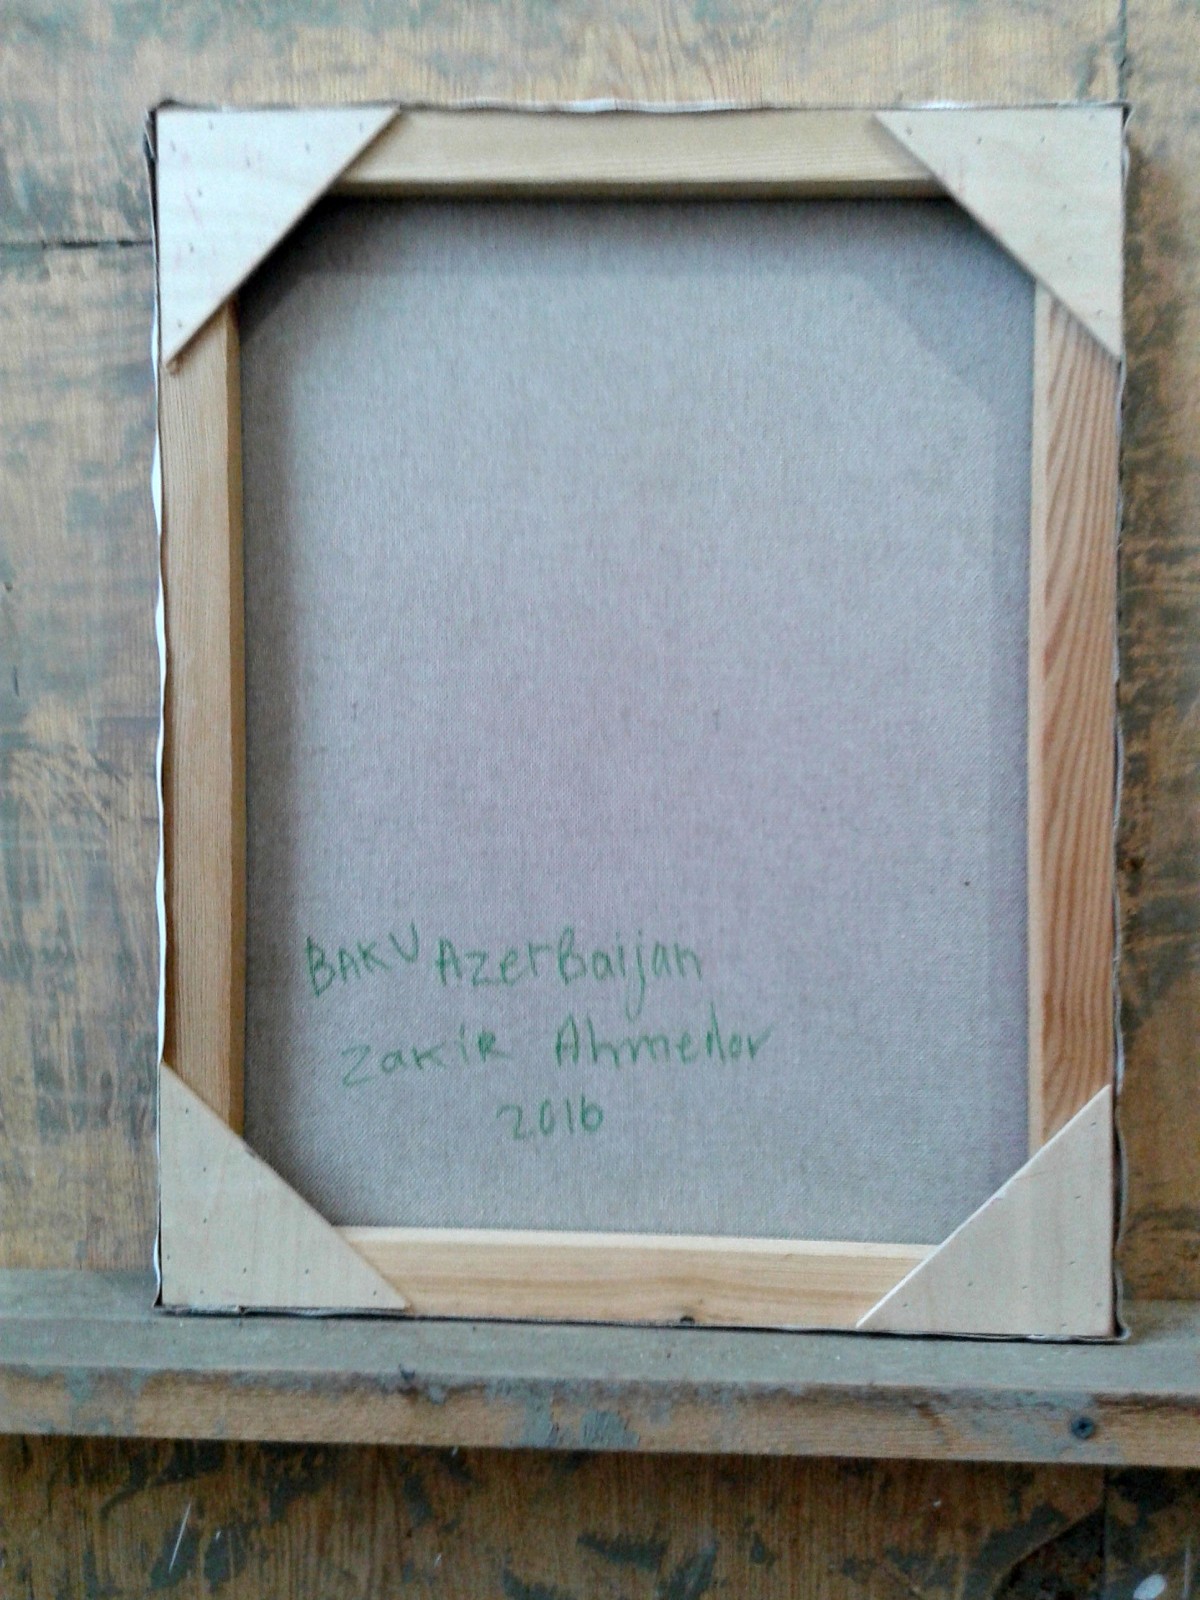 BAKU AzerBaijan
ZaKiR Ahmedov
2016